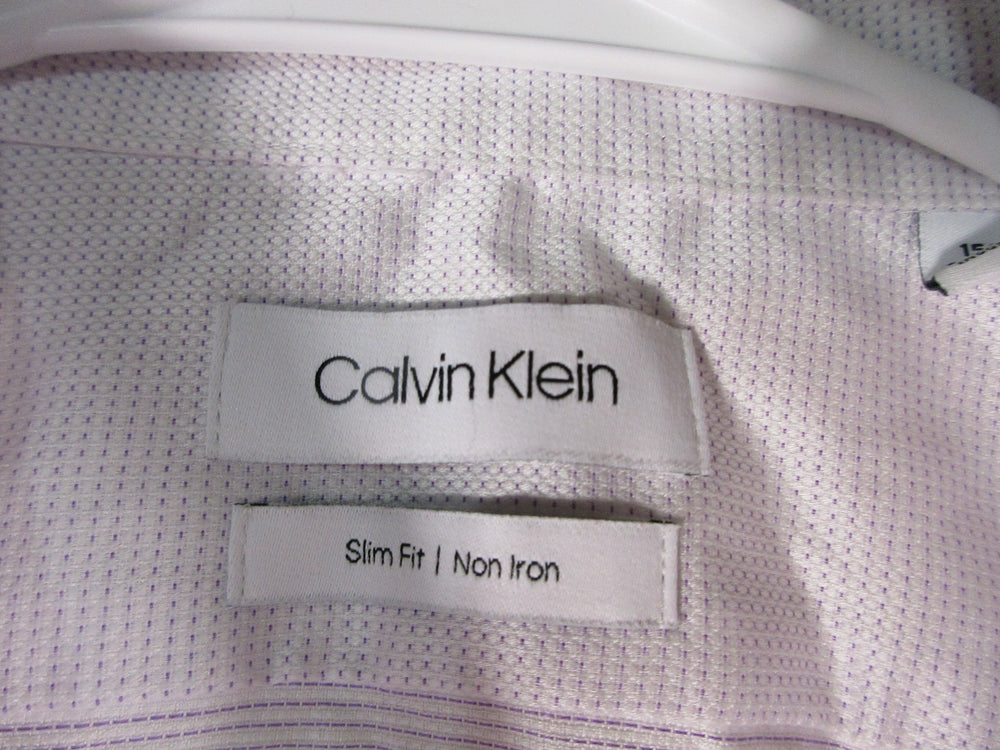 Calvin Klein
Slim Fit | Non Iron